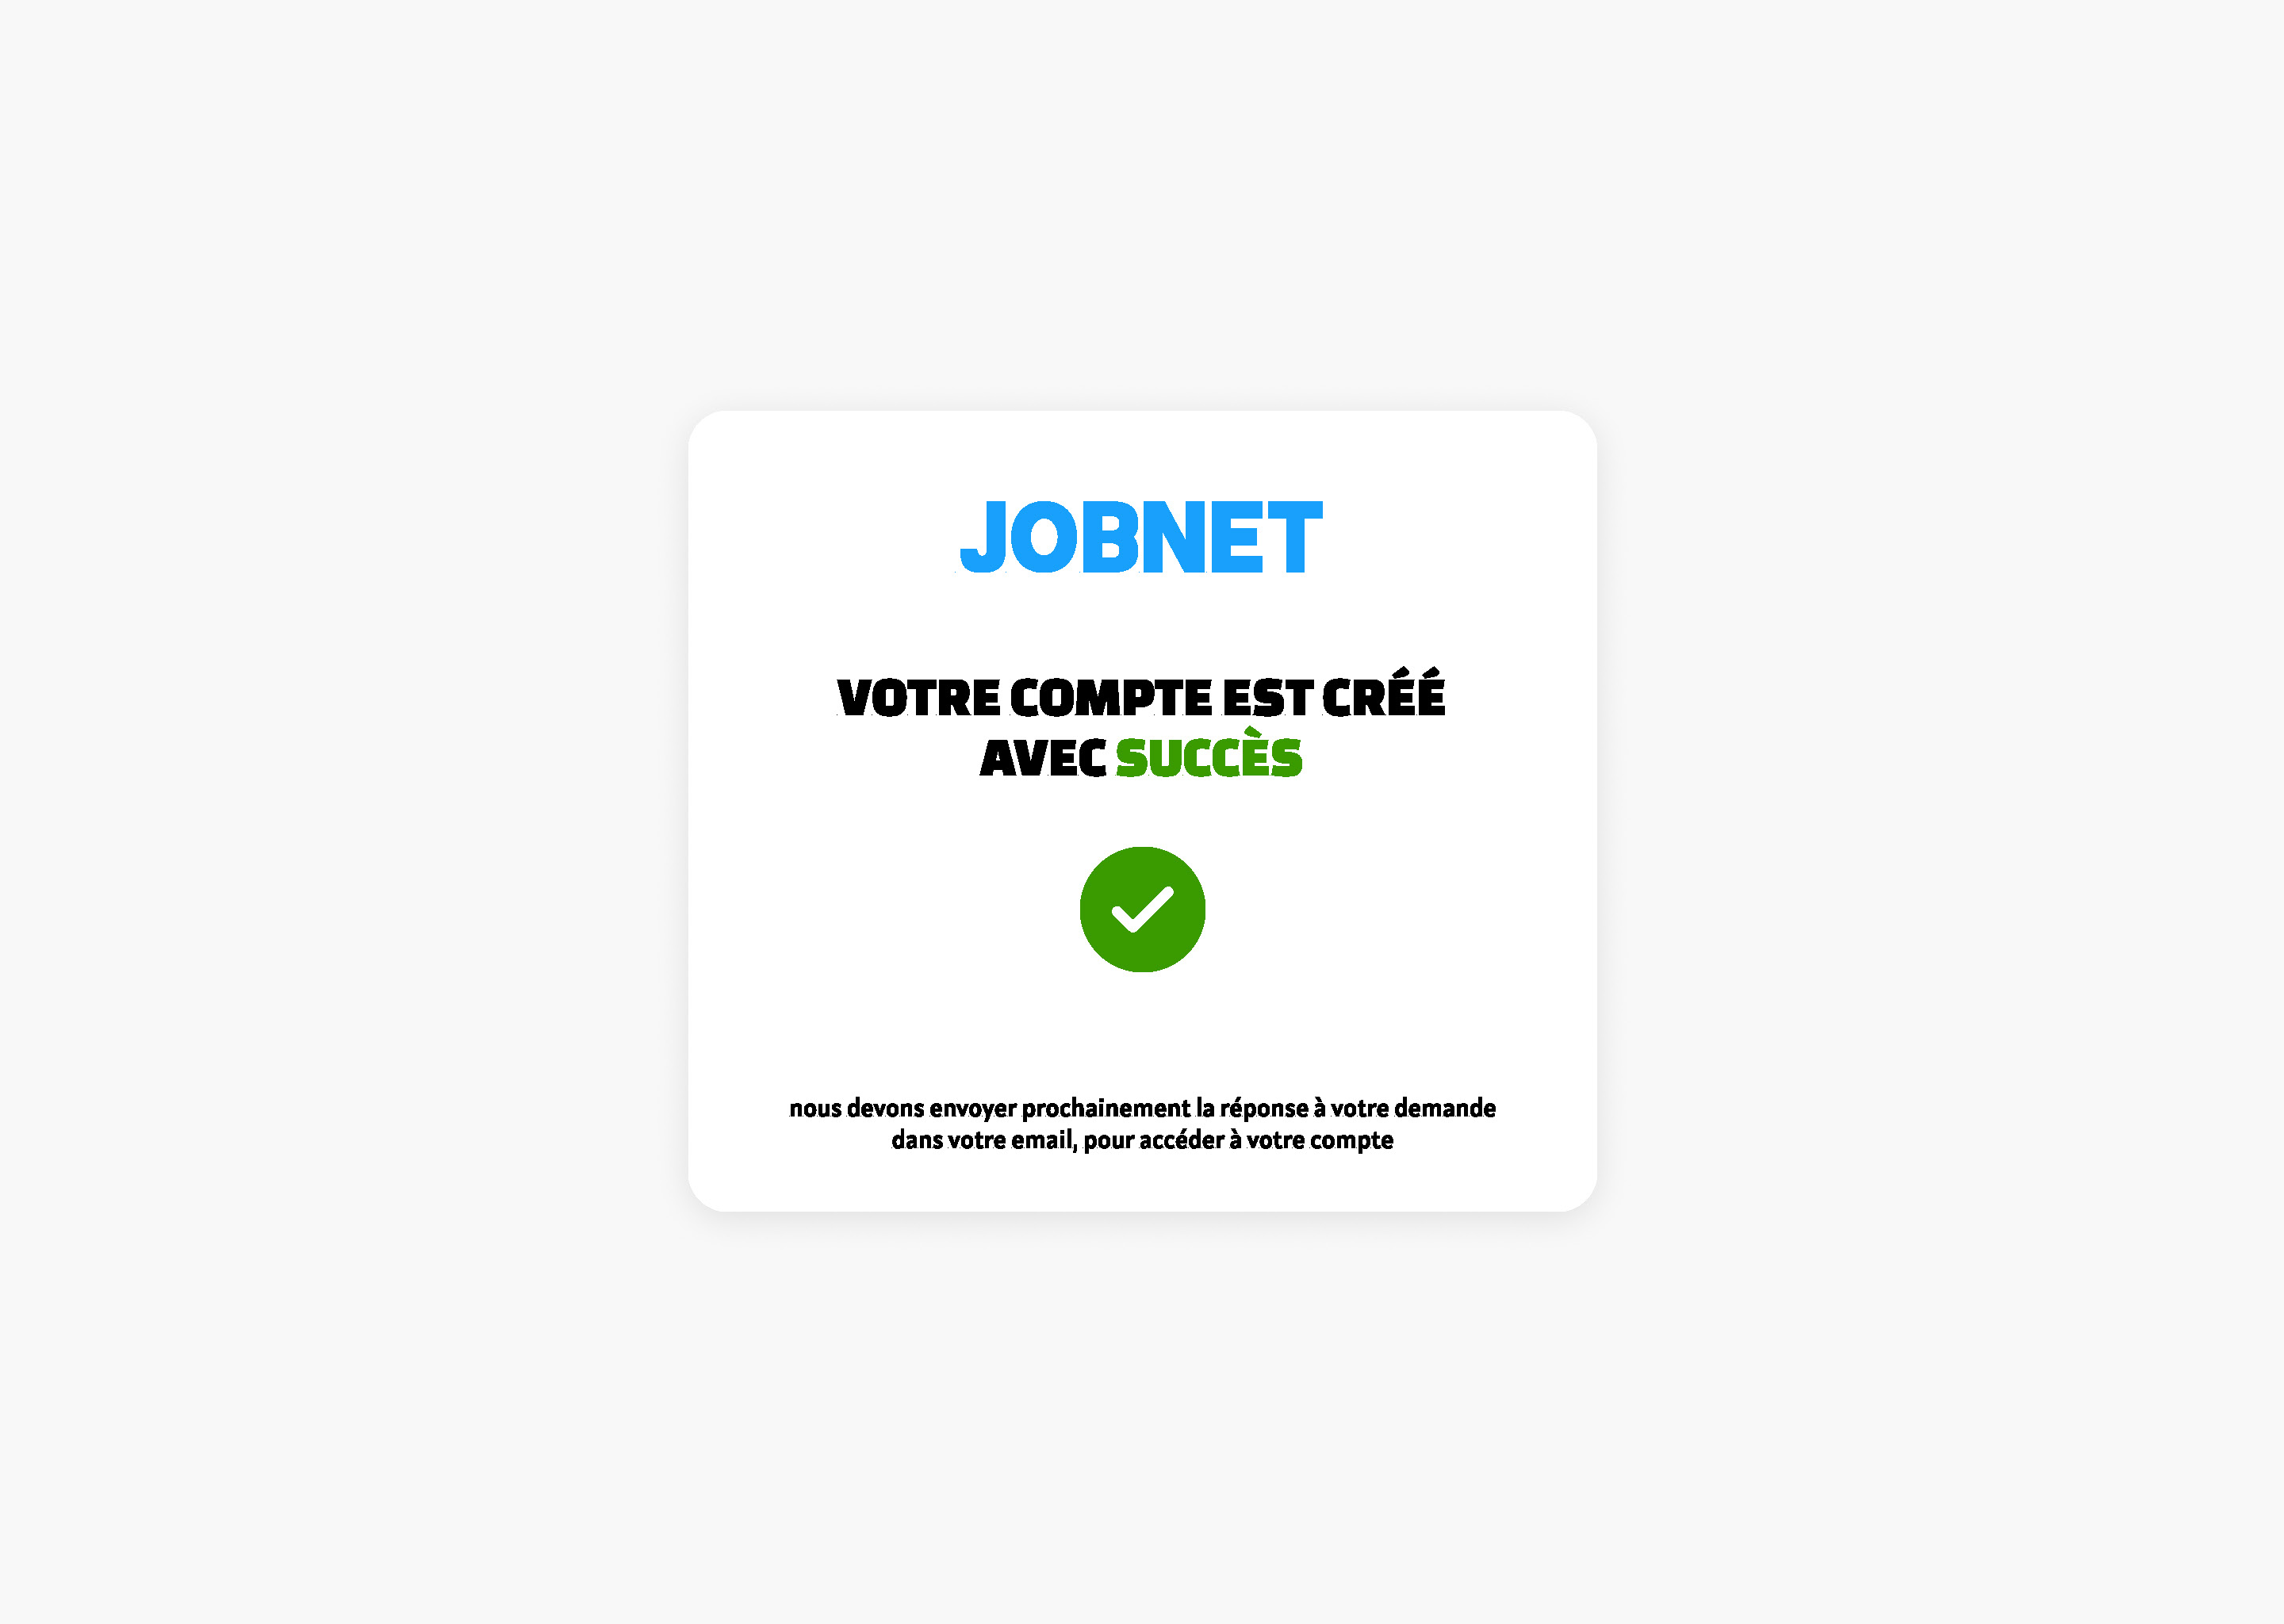 JOBNET
VOTRE COMPTE EST CRÉÉ
AVEC SUCCÈS
nous devons envoyer prochainement la réponse à votre demande
dans votre email, pour accéder à votre compte